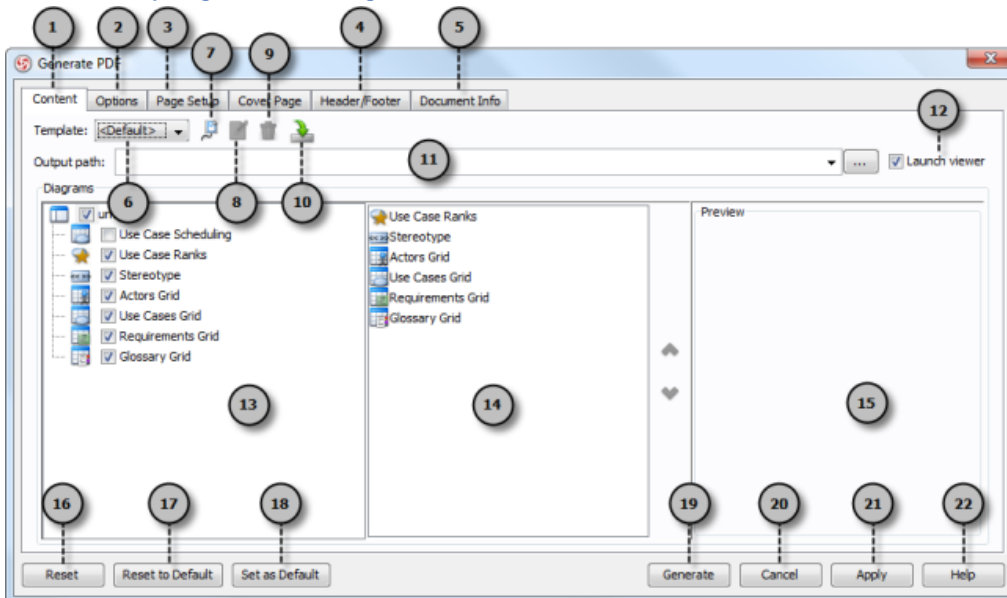 1 2 3 4 5
7 9
Generate PDF
Content Options Page Setup Cover Page Header/Footer Document Info
12
Template: <Default>
Output path: 11 ... Launch viewer
6 8 10
Diagrams
Preview
Use Case Scheduling
Use Case Ranks
Stereotype
Actors Grid
Use Cases Grid
Requirements Grid
Glossary Grid
Use Case Ranks
Stereotype
Actors Grid
Use Cases Grid
Requirements Grid
Glossary Grid
13 14 15
16 17 18 19 20 21 22
Reset Reset to Default Set as Default Generate Cancel Apply Help